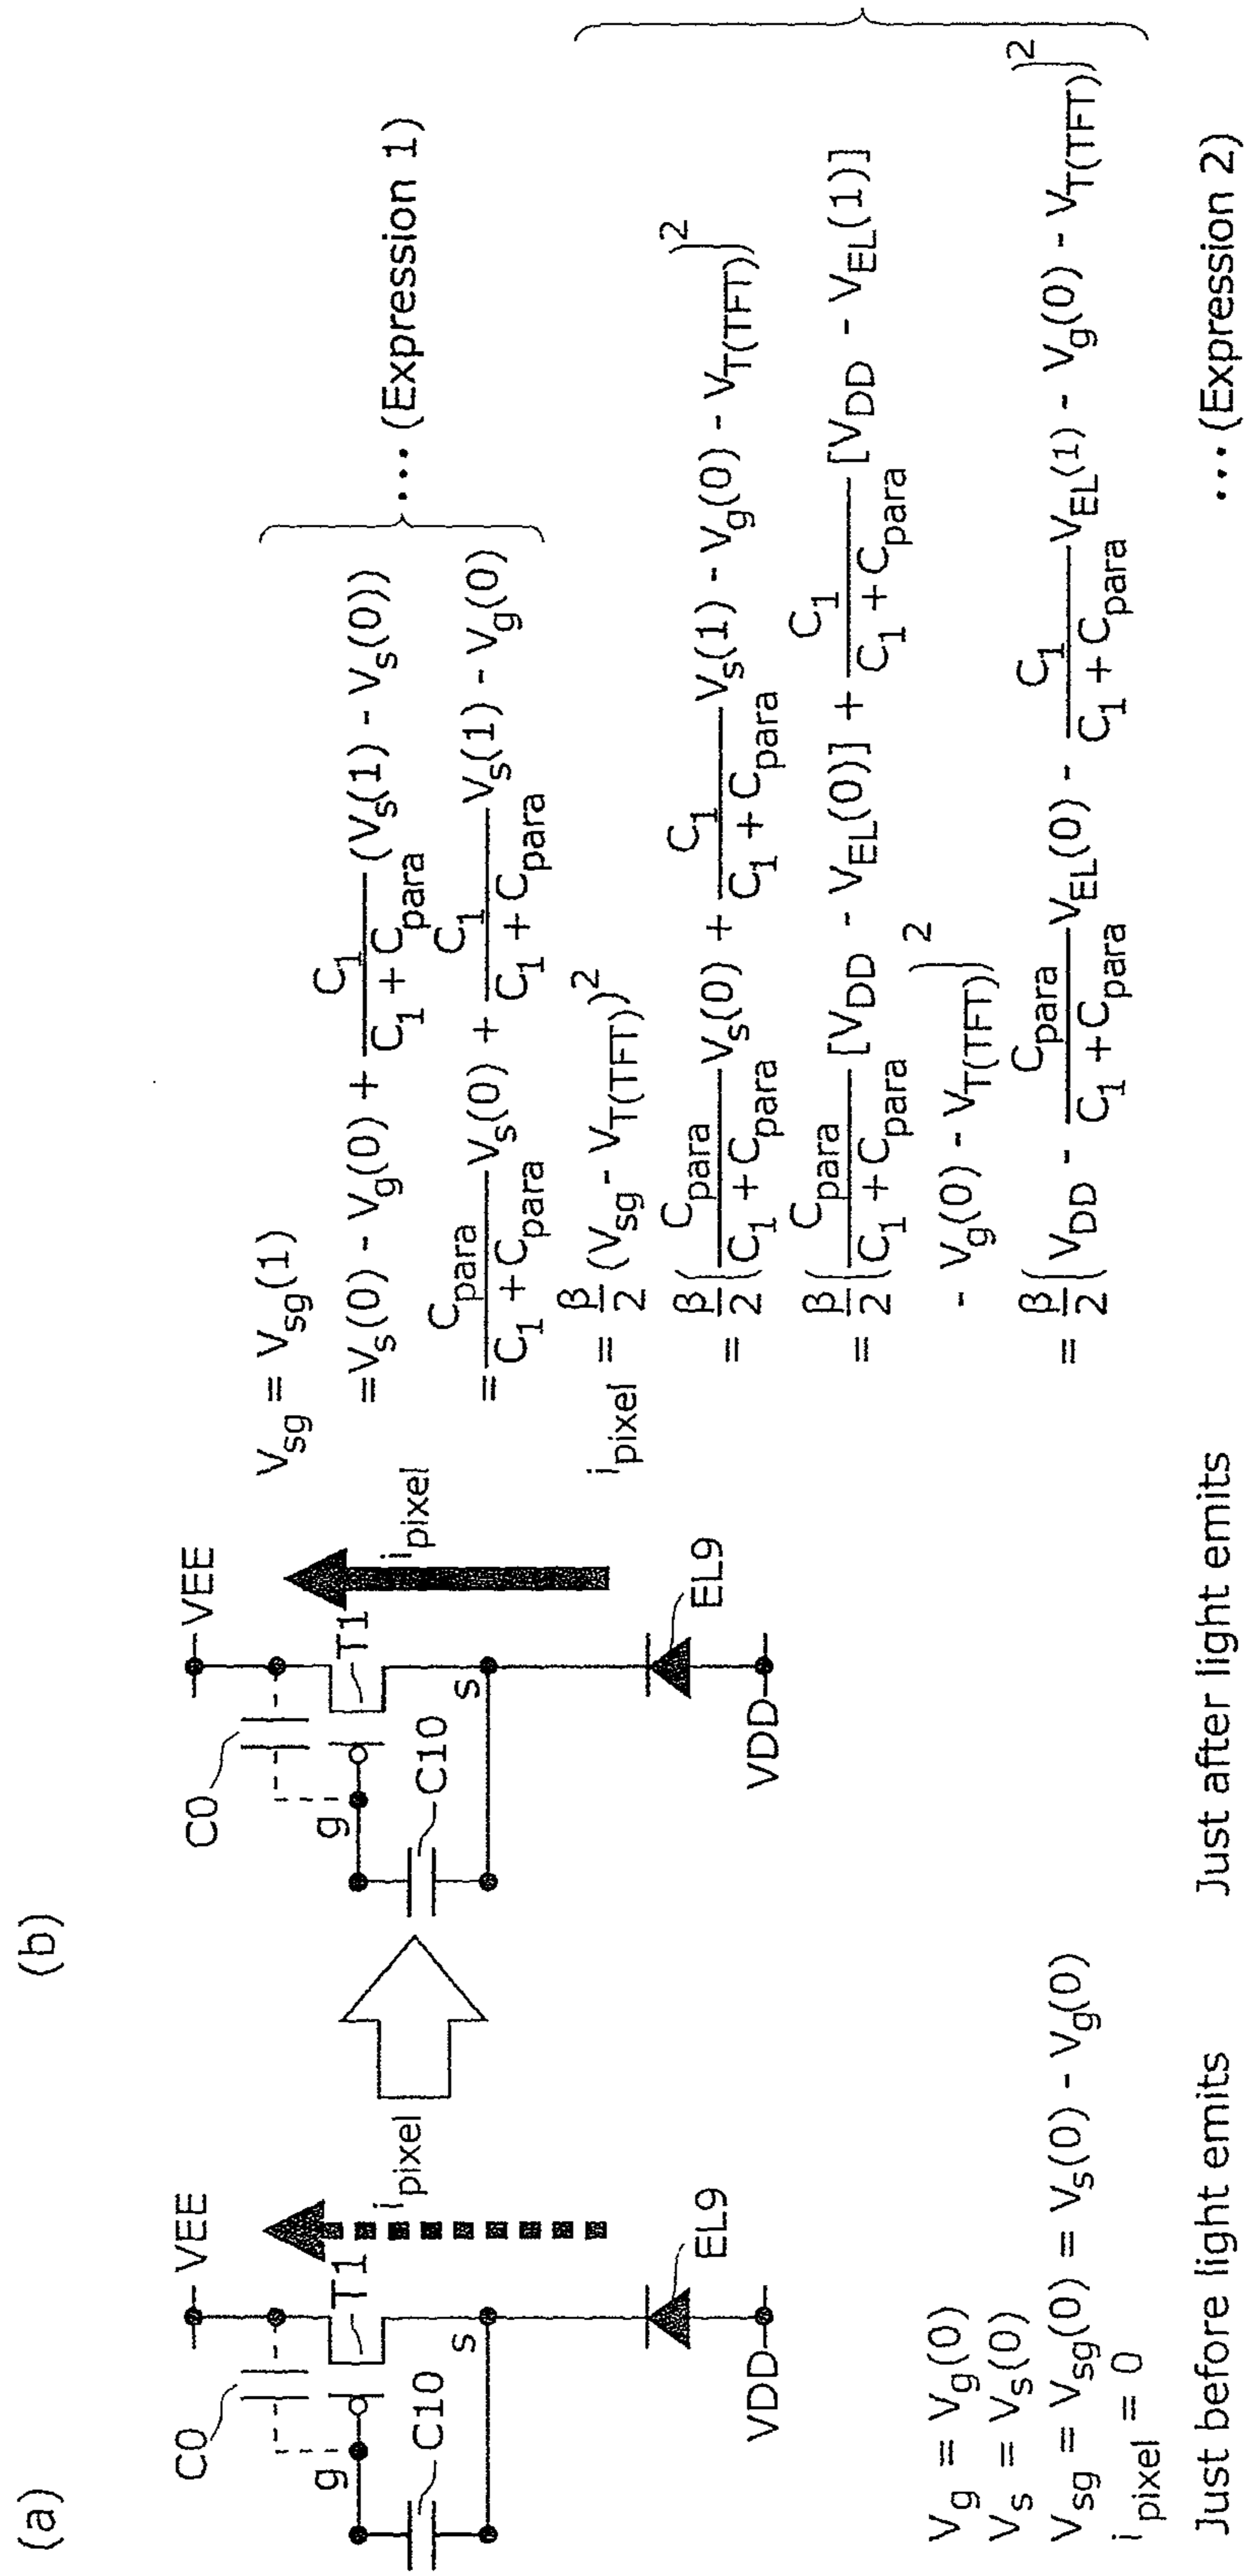 (a)
C0
VEE
g
T1
i_pixel
C10
s
EL9
VDD
V_g = V_g(0)
V_s = V_s(0)
V_sg = V_sg(0) = V_s(0) - V_g(0)
i_pixel = 0
Just before light emits
(b)
C0
VEE
g
T1
i_pixel
C10
s
EL9
VDD
Just after light emits
V_sg = V_sg(1)
=V_s(0) - V_g(0) + C_1/(C_1 + C_para) (V_s(1) - V_s(0))
= C_para/(C_1 + C_para) V_s(0) + C_1/(C_1 + C_para) V_s(1) - V_g(0)
••• (Expression 1)
i_pixel = β/2 (V_sg - V_T(TFT))^2
= β/2 (C_para/(C_1 + C_para) V_s(0) + C_1/(C_1 + C_para) V_s(1) - V_g(0) - V_T(TFT))^2
= β/2 (C_para/(C_1 + C_para) [V_DD - V_EL(0)] + C_1/(C_1 + C_para) [V_DD - V_EL(1)]
- V_g(0) - V_T(TFT))^2
= β/2 (V_DD - C_para/(C_1 + C_para) V_EL(0) - C_1/(C_1 + C_para) V_EL(1) - V_g(0) - V_T(TFT))^2
••• (Expression 2)